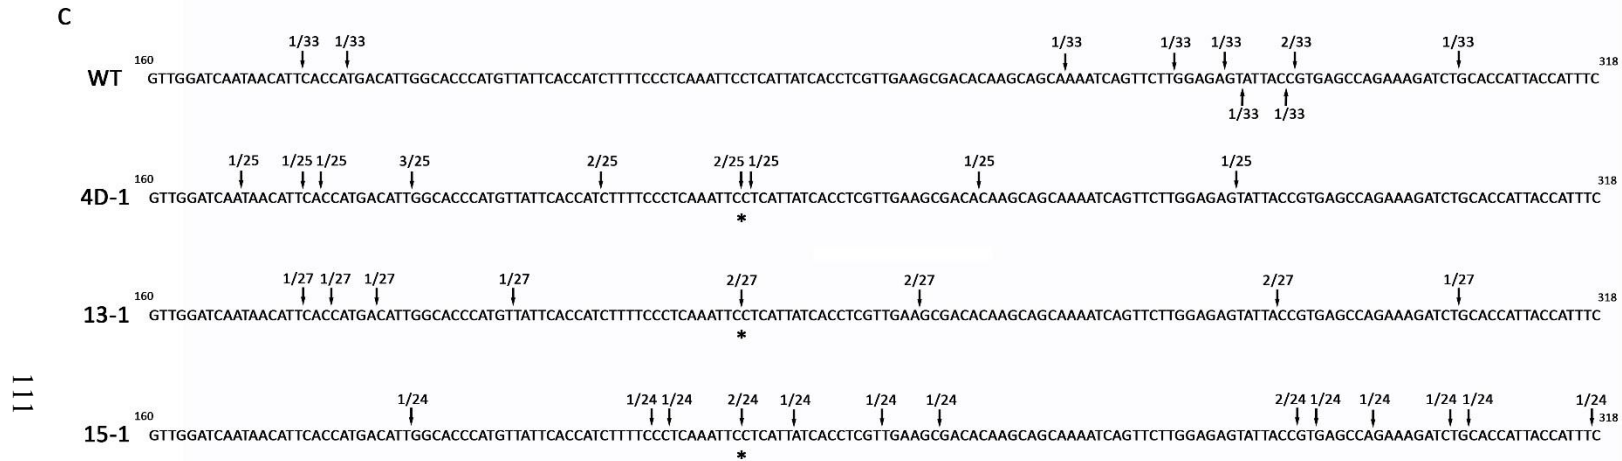 C
1/33 1/33 1/33 1/33 1/33 2/33 1/33
160 318
WT GTTGGATCAATAACATTCACCATGACATTGGCACCCATGTTATTCACCATCTTTTCCCTCAAATTCCTCATTATCACCTCGTTGAAGCGACACAAGCAGCAAAATCAGTTCTTGGAGAGTATTACCGTGAGCCAGAAAGATCTGCACCATTACCATTTC
1/33 1/33
1/25 1/25 1/25 3/25 2/25 2/25 1/25 1/25 1/25
160 318
4D-1 GTTGGATCAATAACATTCACCATGACATTGGCACCCATGTTATTCACCATCTTTTCCCTCAAATTCCTCATTATCACCTCGTTGAAGCGACACAAGCAGCAAAATCAGTTCTTGGAGAGTATTACCGTGAGCCAGAAAGATCTGCACCATTACCATTTC
*
1/27 1/27 1/27 1/27 2/27 2/27 2/27 1/27
160 318
13-1 GTTGGATCAATAACATTCACCATGACATTGGCACCCATGTTATTCACCATCTTTTCCCTCAAATTCCTCATTATCACCTCGTTGAAGCGACACAAGCAGCAAAATCAGTTCTTGGAGAGTATTACCGTGAGCCAGAAAGATCTGCACCATTACCATTTC
*
111
1/24 1/24 1/24 2/24 1/24 1/24 1/24 2/24 1/24 1/24 1/24 1/24 1/24
160 318
15-1 GTTGGATCAATAACATTCACCATGACATTGGCACCCATGTTATTCACCATCTTTTCCCTCAAATTCCTCATTATCACCTCGTTGAAGCGACACAAGCAGCAAAATCAGTTCTTGGAGAGTATTACCGTGAGCCAGAAAGATCTGCACCATTACCATTTC
*